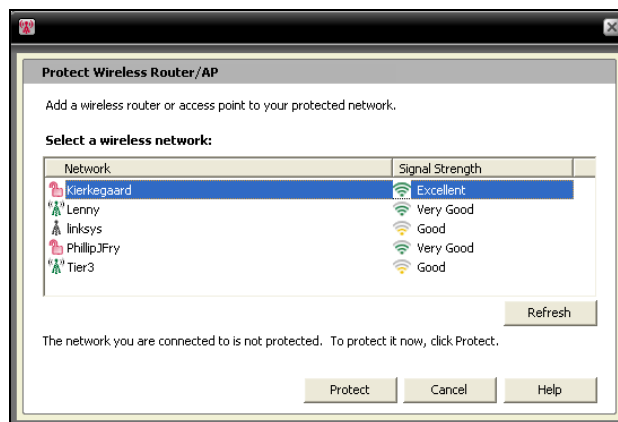 Protect Wireless Router/AP
Add a wireless router or access point to your protected network.
Select a wireless network:
Network Signal Strength
Kierkegaard Excellent
Lenny Very Good
linksys Good
PhillipJFry Very Good
Tier3 Good
Refresh
The network you are connected to is not protected. To protect it now, click Protect.
Protect Cancel Help